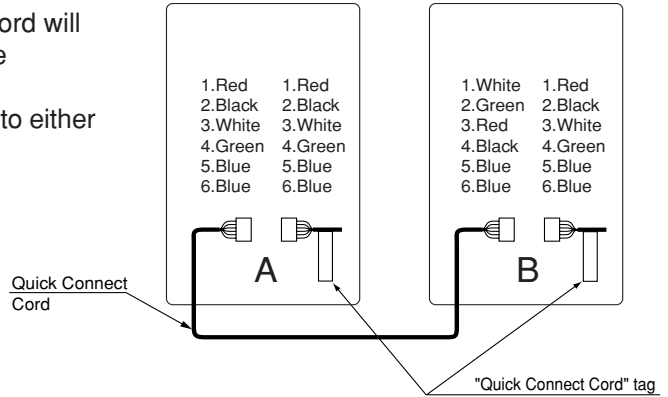 ord will
e
to either
1.Red 1.Red
2.Black 2.Black
3.White 3.White
4.Green 4.Green
5.Blue 5.Blue
6.Blue 6.Blue
A
1.White 1.Red
2.Green 2.Black
3.Red 3.White
4.Black 4.Green
5.Blue 5.Blue
6.Blue 6.Blue
B
Quick Connect
Cord
"Quick Connect Cord" tag